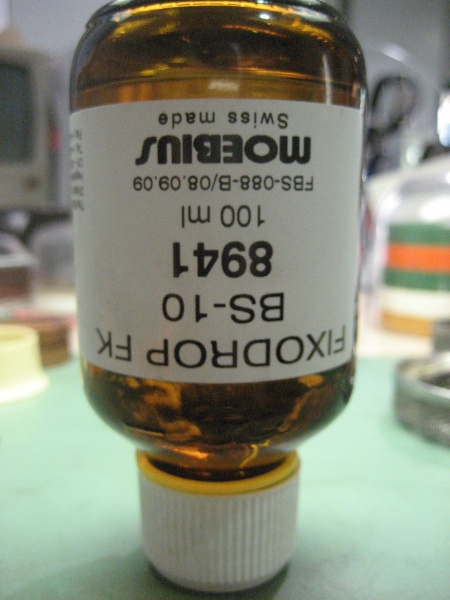 FIXODROP FK
BS-10
8941
100 ml
FBS-088-B/08.09.09
MOEBIUS
Swiss made